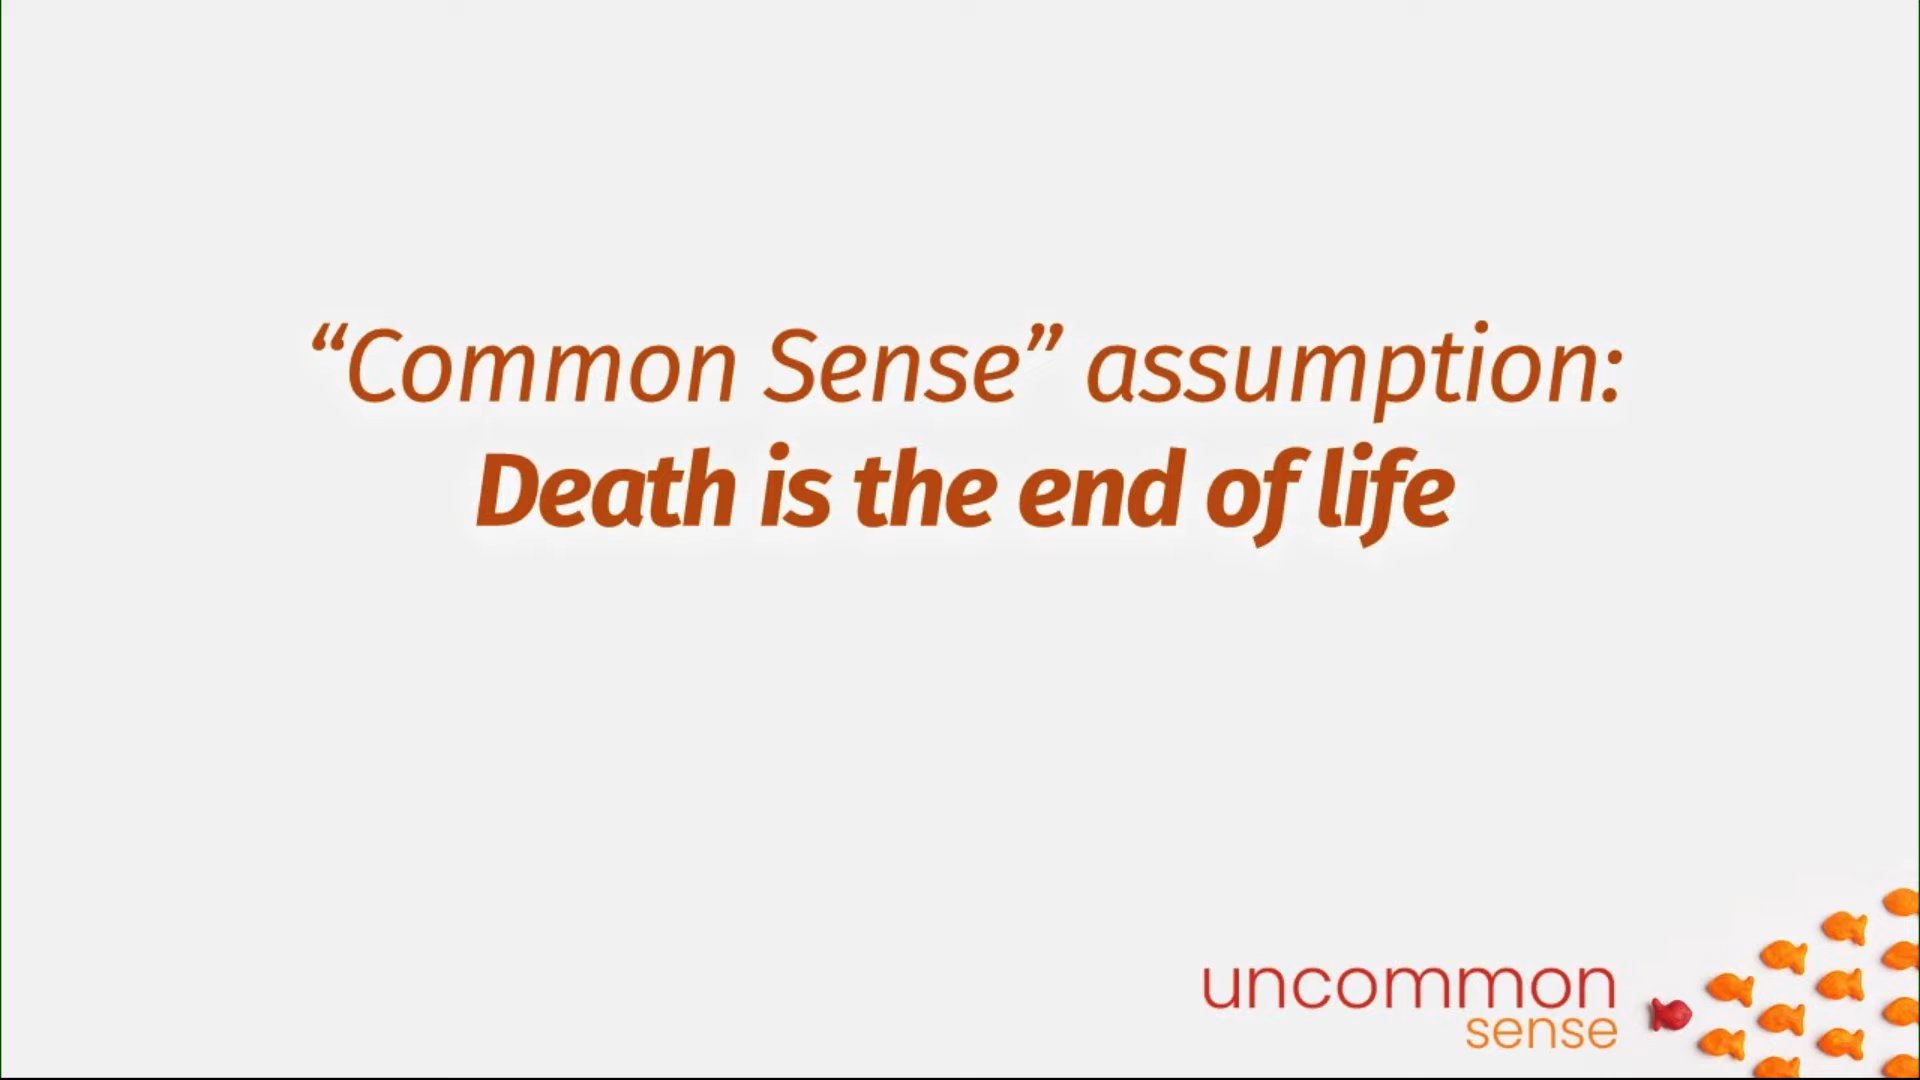 “Common Sense” assumption:
Death is the end of life
uncommon
sense